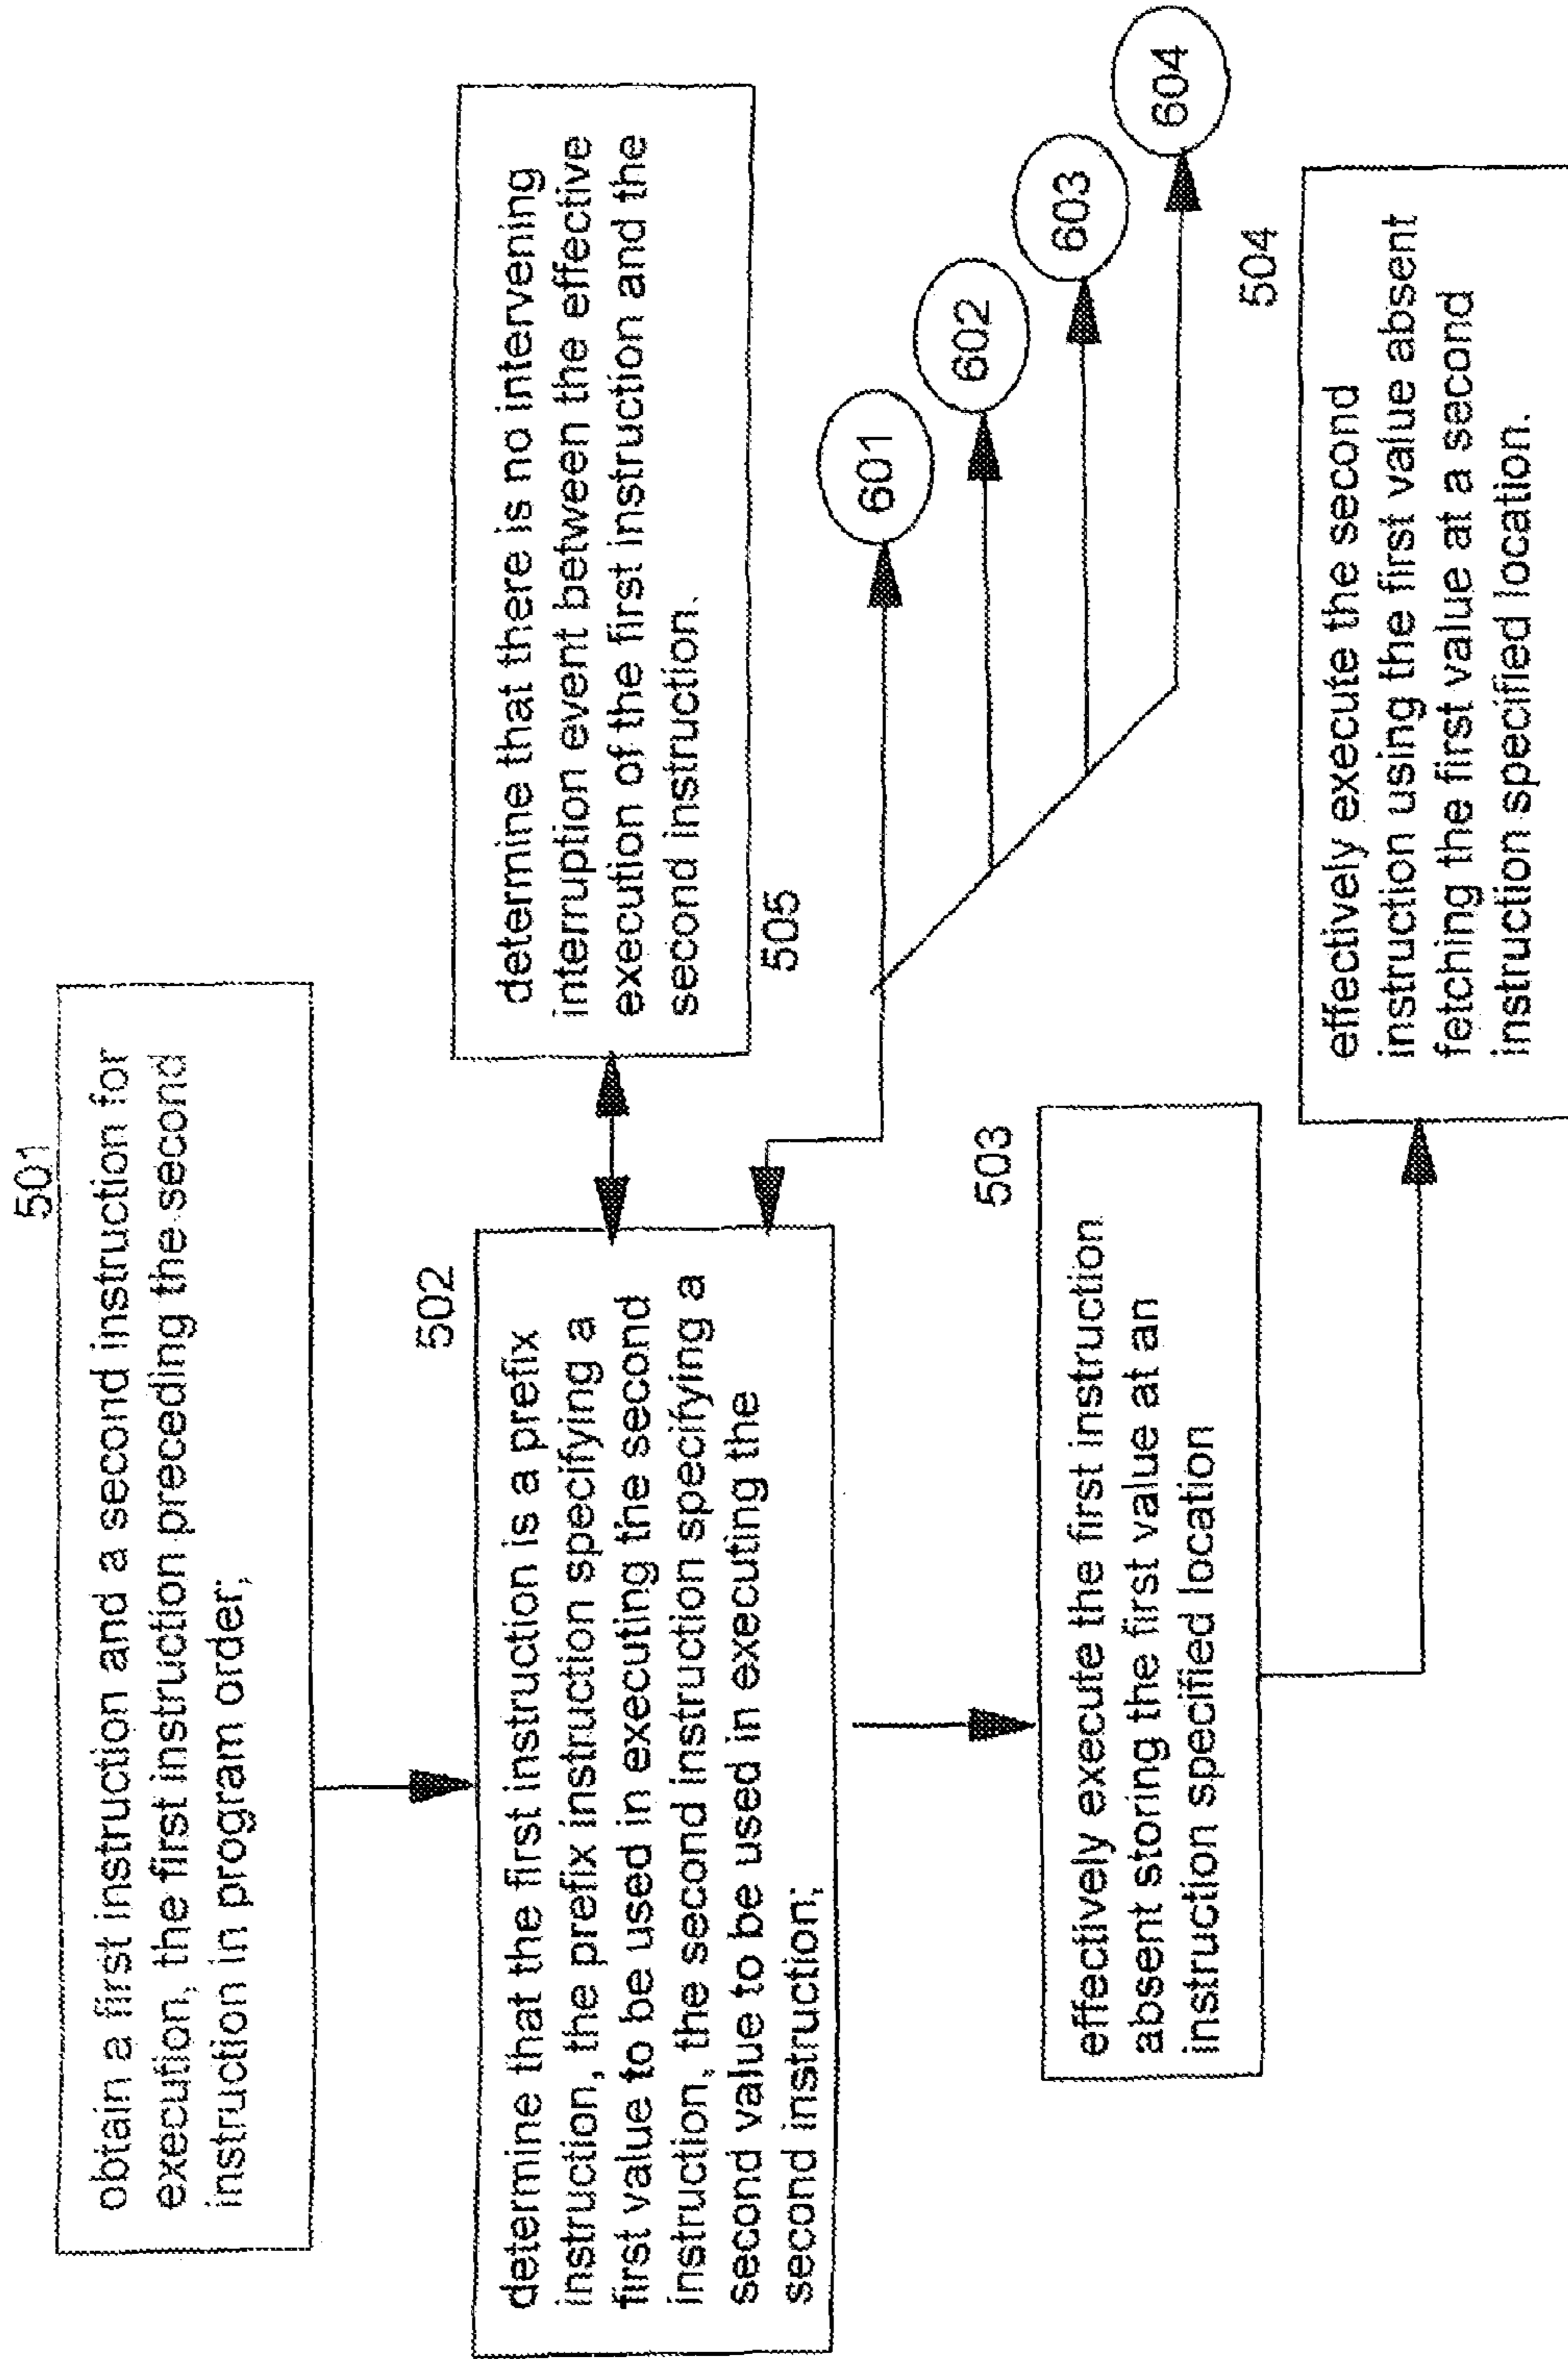 501
obtain a first instruction and a second instruction for
execution, the first instruction preceding the second
instruction in program order;
502
determine that the first instruction is a prefix
instruction, the prefix instruction specifying a
first value to be used in executing the second
instruction, the second instruction specifying a
second value to be used in executing the
second instruction;
determine that there is no intervening
interruption event between the effective
execution of the first instruction and the
second instruction.
505
601
602
603
604
503
effectively execute the first instruction
absent storing the first value at an
instruction specified location
504
effectively execute the second
instruction using the first value absent
fetching the first value at a second
instruction specified location.